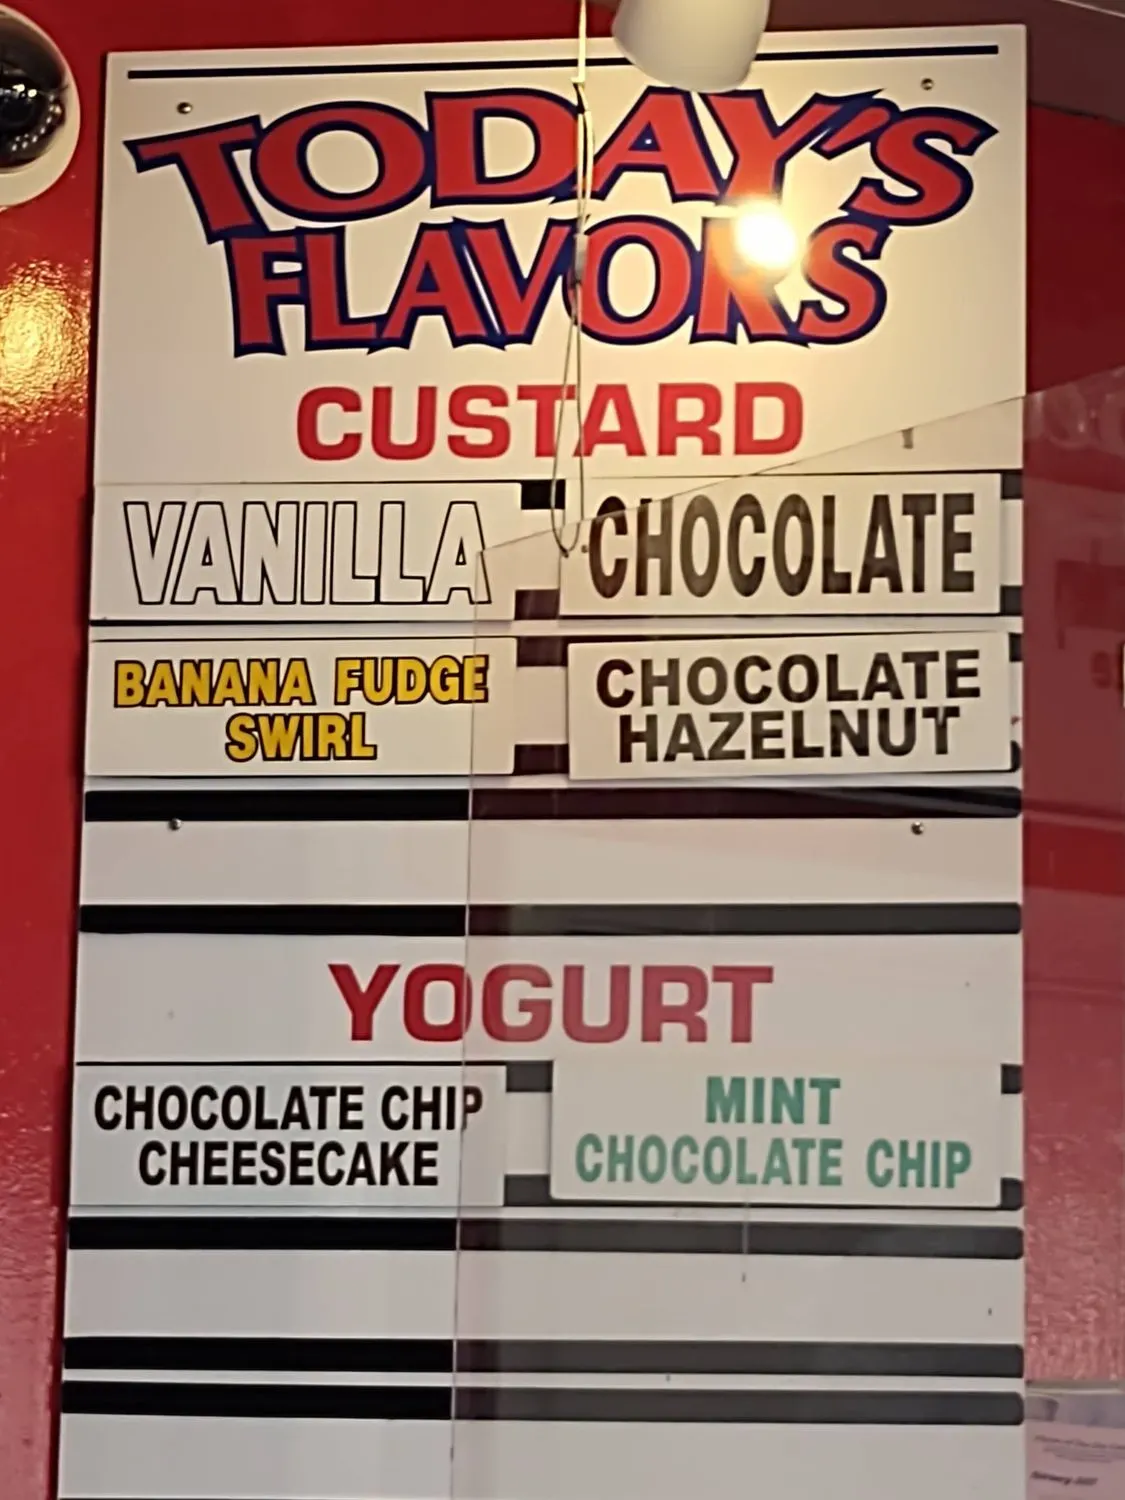 TODAY'S
FLAVORS
CUSTARD
VANILLA
CHOCOLATE
BANANA FUDGE
SWIRL
CHOCOLATE
HAZELNUT
YOGURT
CHOCOLATE CHIP
CHEESECAKE
MINT
CHOCOLATE CHIP